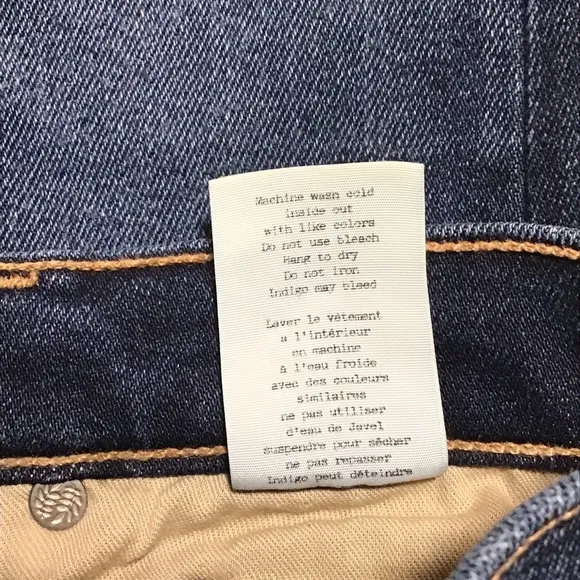 Machine wash cold
inside out
with like colors
Do not use bleach
Hang to dry
Do not iron
Indigo may bleed
Laver le vêtement
a l'intérieur
en machine
à l'eau froide
avec des couleurs
similaires
ne pas utiliser
d'eau de Javel
suspendre pour sécher
ne pas repasser
Indigo peut déteindre